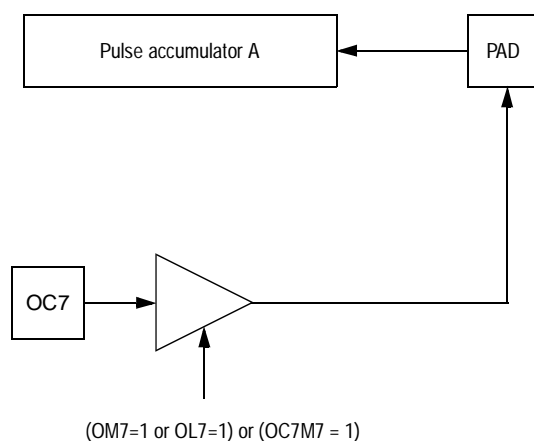 Pulse accumulator A
PAD
OC7
(OM7=1 or OL7=1) or (OC7M7 = 1)